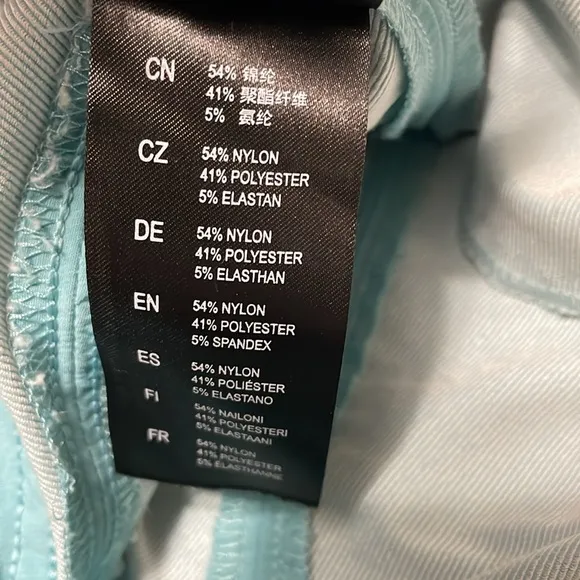 CN 54% 锦纶
41% 聚酯纤维
5% 氨纶
CZ 54% NYLON
41% POLYESTER
5% ELASTAN
DE 54% NYLON
41% POLYESTER
5% ELASTHAN
EN 54% NYLON
41% POLYESTER
5% SPANDEX
ES 54% NYLON
41% POLIÉSTER
5% ELASTANO
FI 54% NAILONI
41% POLYESTERI
5% ELASTAANI
FR 54% NYLON
41% POLYESTER
5% ELASTHANNE